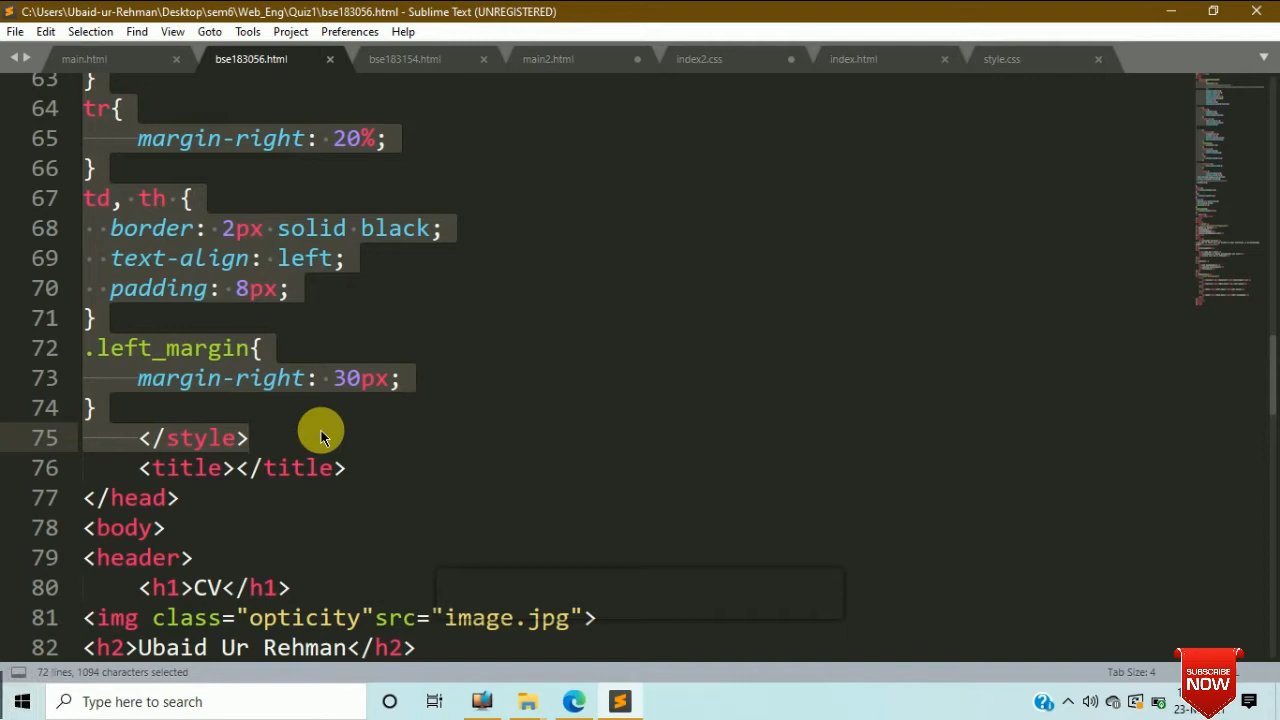 C:\Users\Ubaid-ur-Rehman\Desktop\sem6\Web_Eng\Quiz1\bse183056.html - Sublime Text (UNREGISTERED)
File Edit Selection Find View Goto Tools Project Preferences Help
main.html bse183056.html bse183154.html main2.html index2.css index.html style.css
63 }
64 tr{
65 margin-right: 20%;
66 }
67 td, th {
68 border: 2px solid black;
69 text-align: left;
70 padding: 8px;
71 }
72 .left_margin{
73 margin-right: 30px;
74 }
75 </style>
76 <title></title>
77 </head>
78 <body>
79 <header>
80 <h1>CV</h1>
81 <img class="opticity"src="image.jpg">
82 <h2>Ubaid Ur Rehman</h2>
72 lines, 1094 characters selected
Tab Size: 4
SUBSCRIBE
NOW
Type here to search